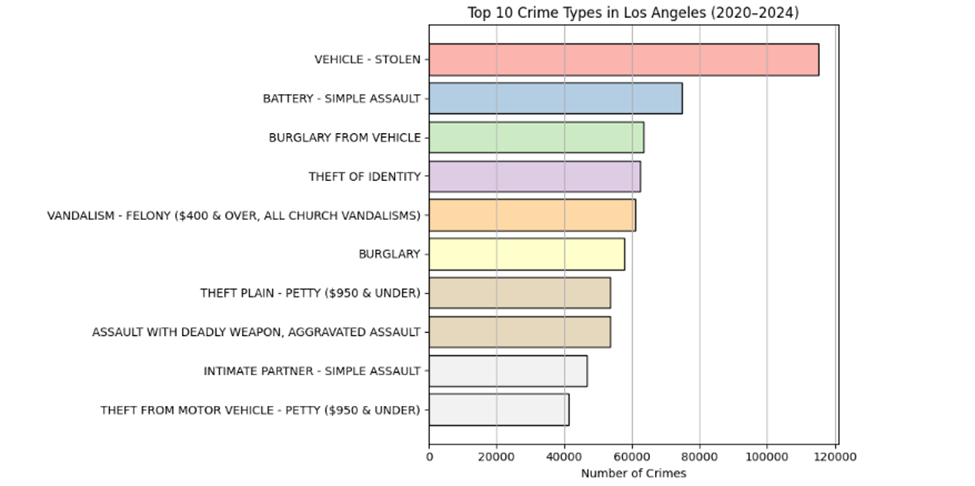 Top 10 Crime Types in Los Angeles (2020–2024)
VEHICLE - STOLEN
BATTERY - SIMPLE ASSAULT
BURGLARY FROM VEHICLE
THEFT OF IDENTITY
VANDALISM - FELONY ($400 & OVER, ALL CHURCH VANDALISMS)
BURGLARY
THEFT PLAIN - PETTY ($950 & UNDER)
ASSAULT WITH DEADLY WEAPON, AGGRAVATED ASSAULT
INTIMATE PARTNER - SIMPLE ASSAULT
THEFT FROM MOTOR VEHICLE - PETTY ($950 & UNDER)
0 20000 40000 60000 80000 100000 120000
Number of Crimes